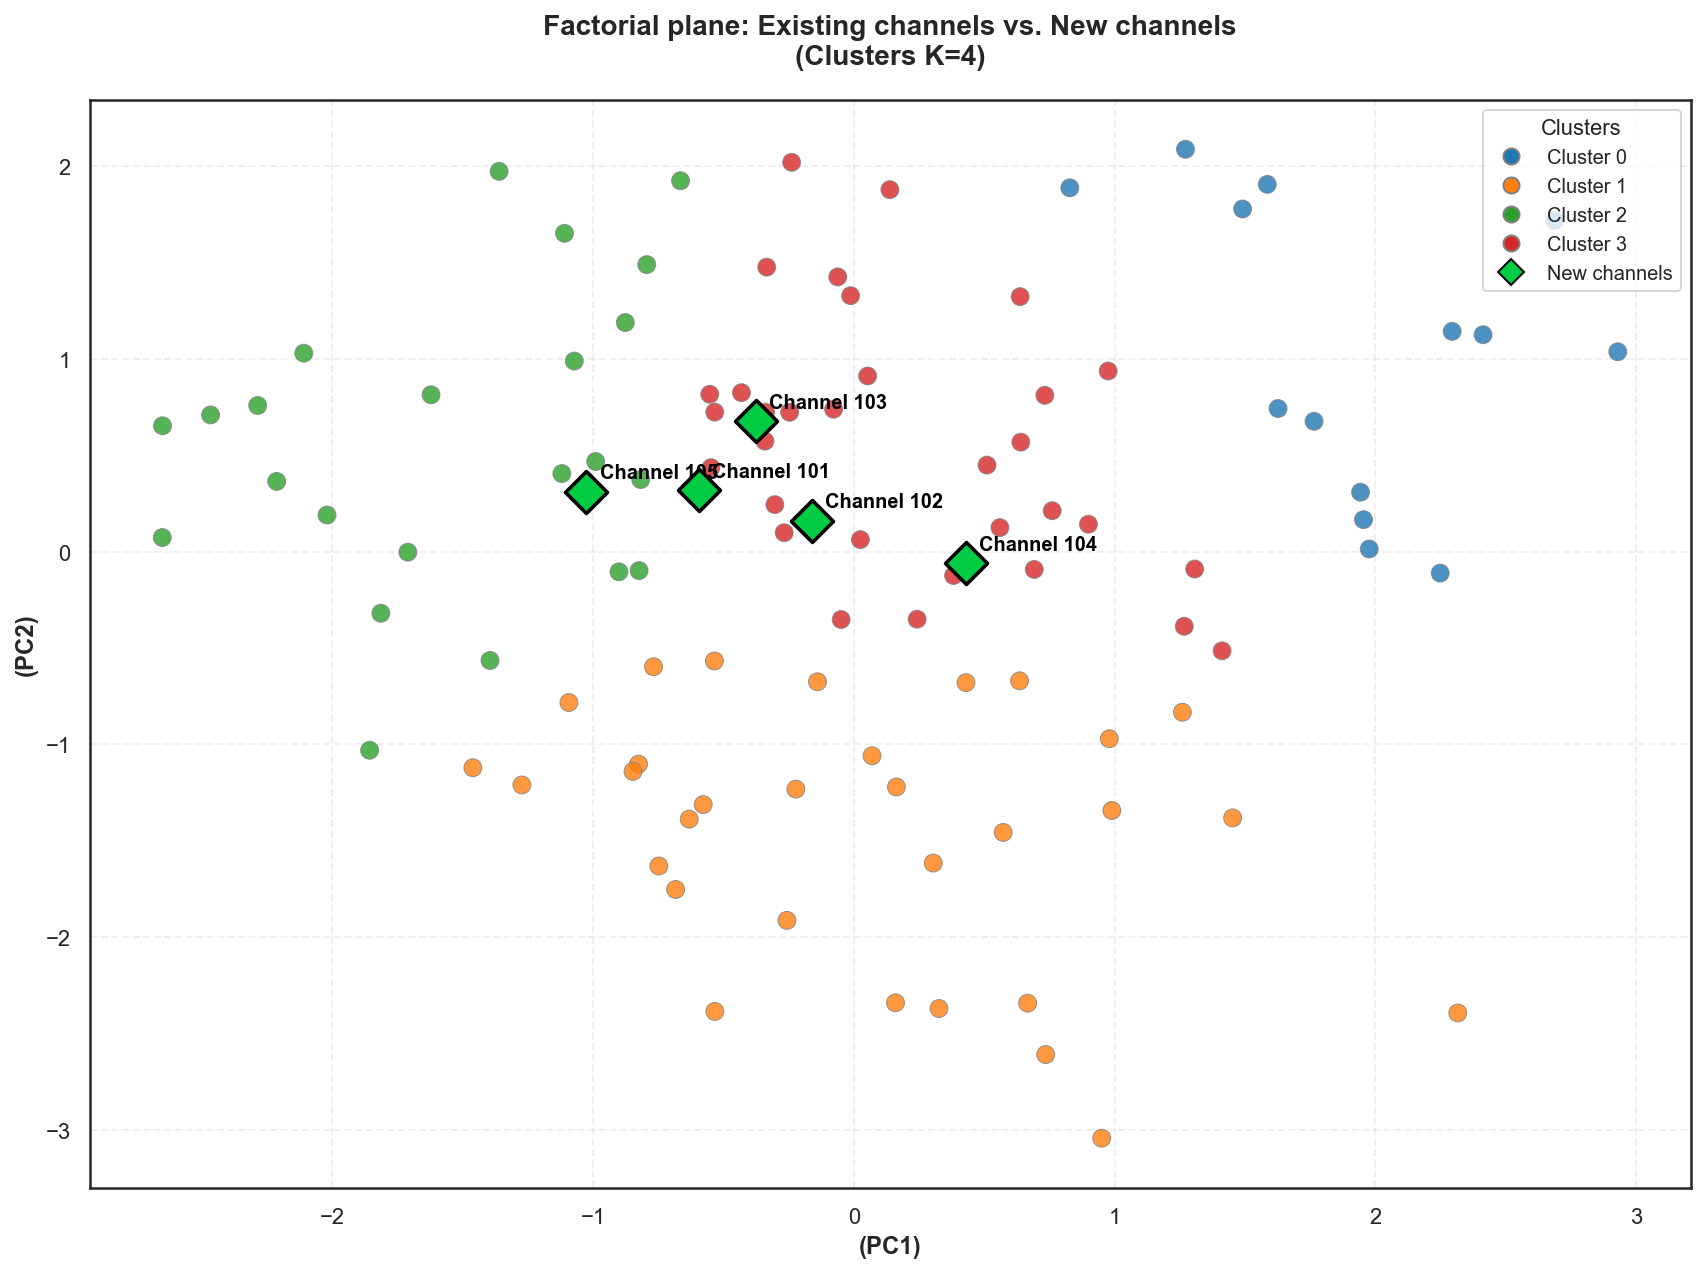 Factorial plane: Existing channels vs. New channels
(Clusters K=4)
Clusters
Cluster 0
Cluster 1
Cluster 2
Cluster 3
New channels
2
1
0
−1
−2
−3
(PC2)
Channel 103
Channel 105
Channel 101
Channel 102
Channel 104
−2
−1
0
1
2
3
(PC1)